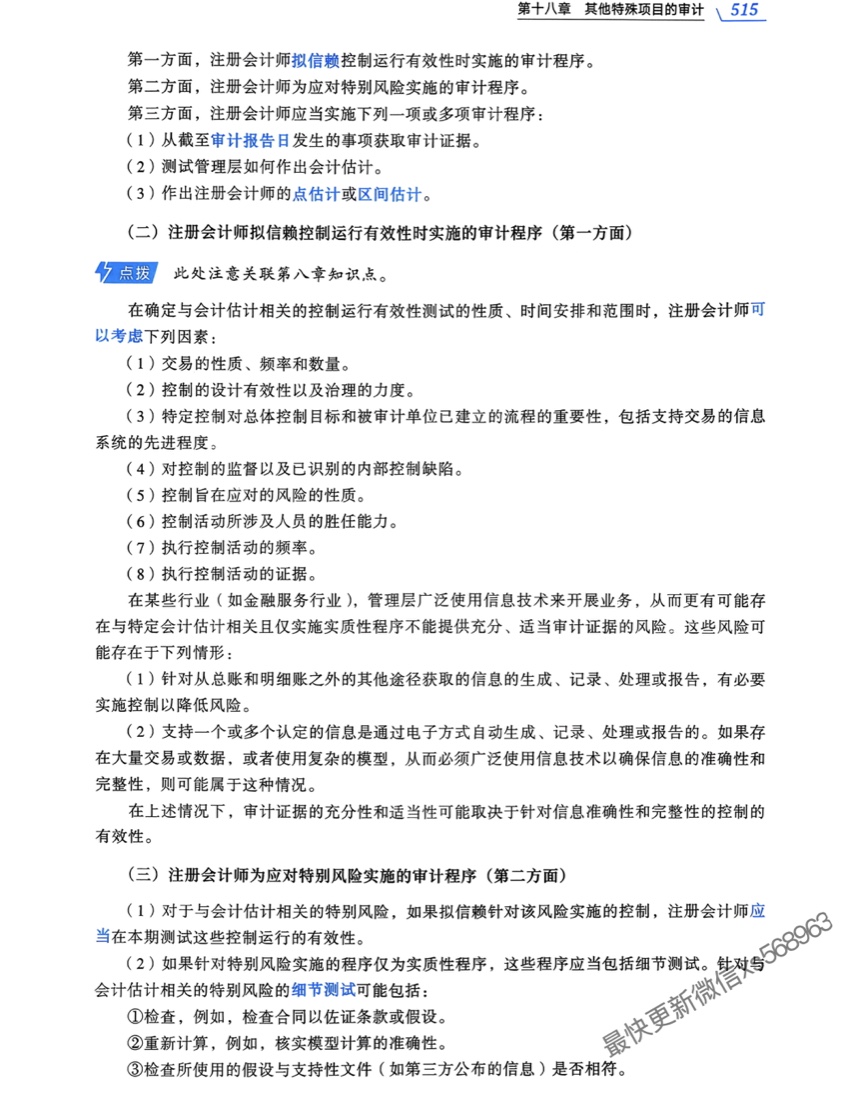 第十八章　其他特殊项目的审计　515
第一方面，注册会计师拟信赖控制运行有效性时实施的审计程序。
第二方面，注册会计师为应对特别风险实施的审计程序。
第三方面，注册会计师应当实施下列一项或多项审计程序：
（1）从截至审计报告日发生的事项获取审计证据。
（2）测试管理层如何作出会计估计。
（3）作出注册会计师的点估计或区间估计。
（二）注册会计师拟信赖控制运行有效性时实施的审计程序（第一方面）
点拨　此处注意关联第八章知识点。
在确定与会计估计相关的控制运行有效性测试的性质、时间安排和范围时，注册会计师可
以考虑下列因素：
（1）交易的性质、频率和数量。
（2）控制的设计有效性以及治理的力度。
（3）特定控制对总体控制目标和被审计单位已建立的流程的重要性，包括支持交易的信息
系统的先进程度。
（4）对控制的监督以及已识别的内部控制缺陷。
（5）控制旨在应对的风险的性质。
（6）控制活动所涉及人员的胜任能力。
（7）执行控制活动的频率。
（8）执行控制活动的证据。
在某些行业（如金融服务行业），管理层广泛使用信息技术来开展业务，从而更有可能存
在与特定会计估计相关且仅实施实质性程序不能提供充分、适当审计证据的风险。这些风险可
能存在于下列情形：
（1）针对从总账和明细账之外的其他途径获取的信息的生成、记录、处理或报告，有必要
实施控制以降低风险。
（2）支持一个或多个认定的信息是通过电子方式自动生成、记录、处理或报告的。如果存
在大量交易或数据，或者使用复杂的模型，从而必须广泛使用信息技术以确保信息的准确性和
完整性，则可能属于这种情况。
在上述情况下，审计证据的充分性和适当性可能取决于针对信息准确性和完整性的控制的
有效性。
（三）注册会计师为应对特别风险实施的审计程序（第二方面）
（1）对于与会计估计相关的特别风险，如果拟信赖针对该风险实施的控制，注册会计师应
当在本期测试这些控制运行的有效性。
（2）如果针对特别风险实施的程序仅为实质性程序，这些程序应当包括细节测试。针对与
会计估计相关的特别风险的细节测试可能包括：
①检查，例如，检查合同以佐证条款或假设。
②重新计算，例如，核实模型计算的准确性。
③检查所使用的假设与支持性文件（如第三方公布的信息）是否相符。
最快更新微信568963